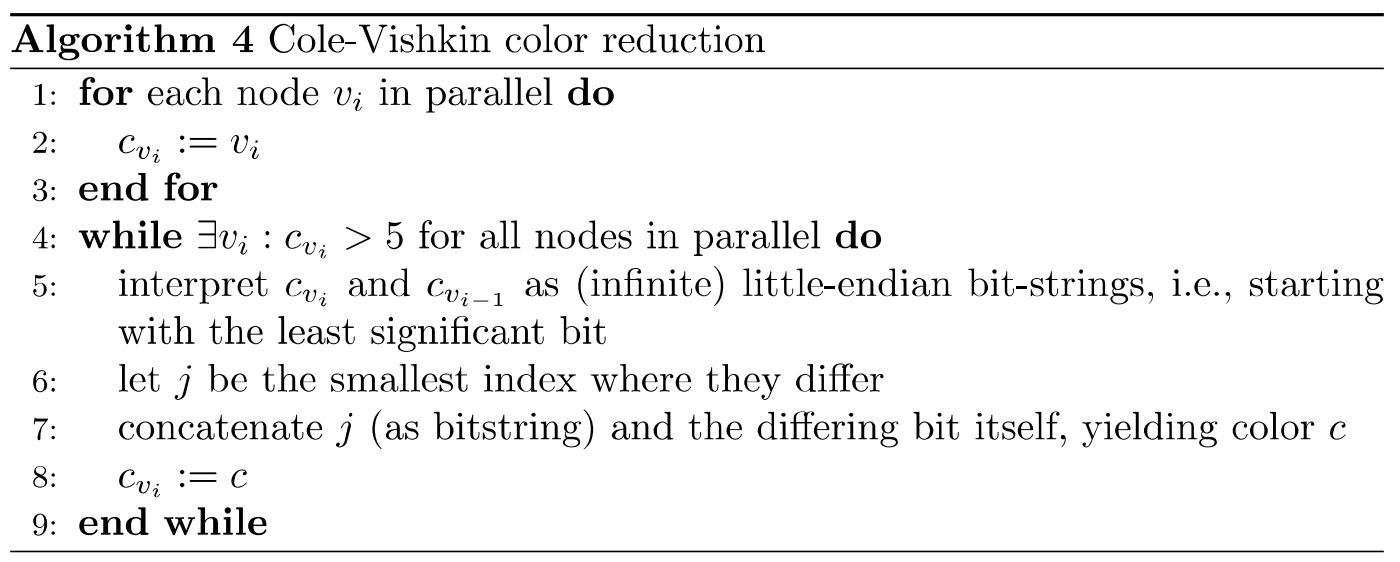 Algorithm 4 Cole-Vishkin color reduction
1: for each node v_i in parallel do
2: c_{v_i} := v_i
3: end for
4: while ∃v_i : c_{v_i} > 5 for all nodes in parallel do
5: interpret c_{v_i} and c_{v_{i−1}} as (infinite) little-endian bit-strings, i.e., starting
with the least significant bit
6: let j be the smallest index where they differ
7: concatenate j (as bitstring) and the differing bit itself, yielding color c
8: c_{v_i} := c
9: end while